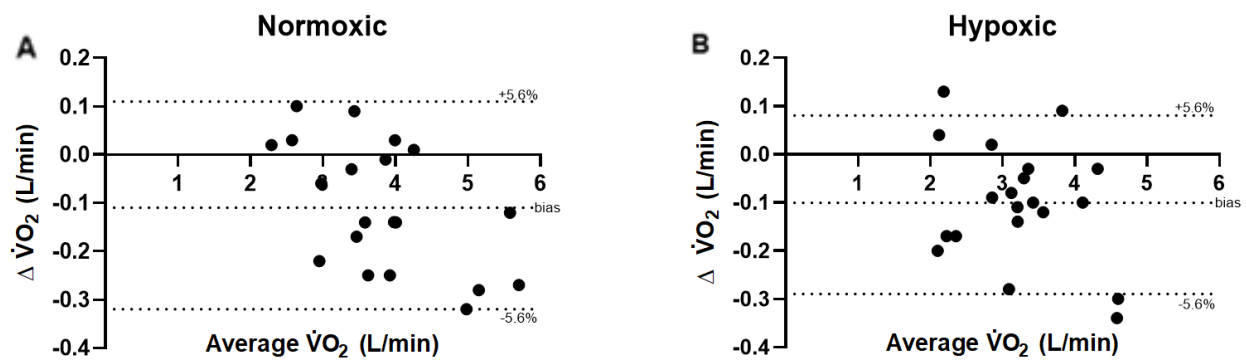 A
Normoxic
0.2
0.1
0.0
-0.1
-0.2
-0.3
-0.4
Δ V̇O₂ (L/min)
1 2 3 4 5 6
+5.6%
bias
-5.6%
Average V̇O₂ (L/min)
B
Hypoxic
0.2
0.1
0.0
-0.1
-0.2
-0.3
-0.4
Δ V̇O₂ (L/min)
1 2 3 4 5 6
+5.6%
bias
-5.6%
Average V̇O₂ (L/min)